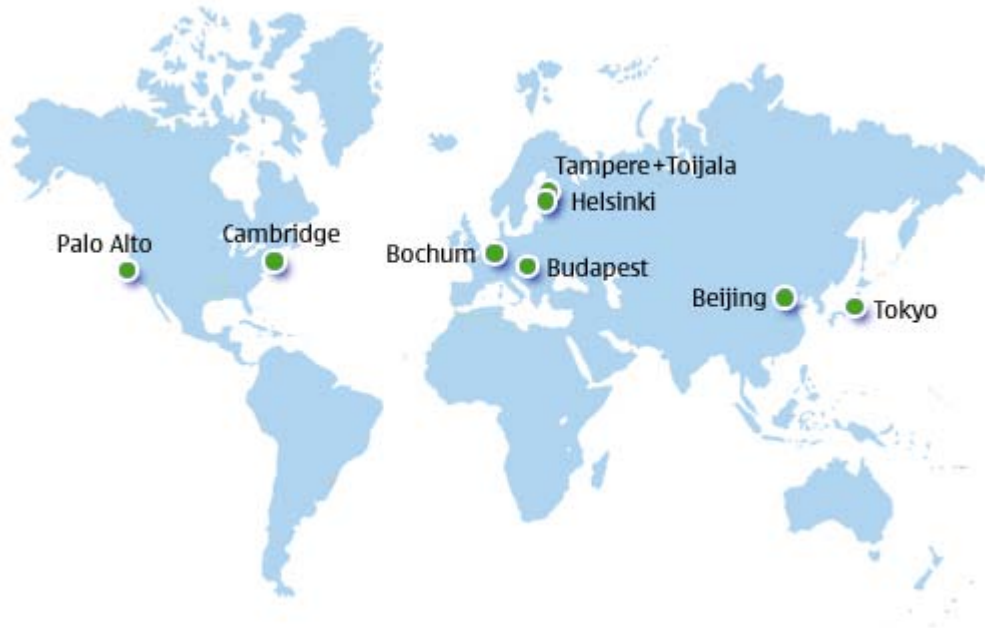 Tampere+Toijala
Helsinki
Palo Alto
Cambridge
Bochum
Budapest
Beijing
Tokyo